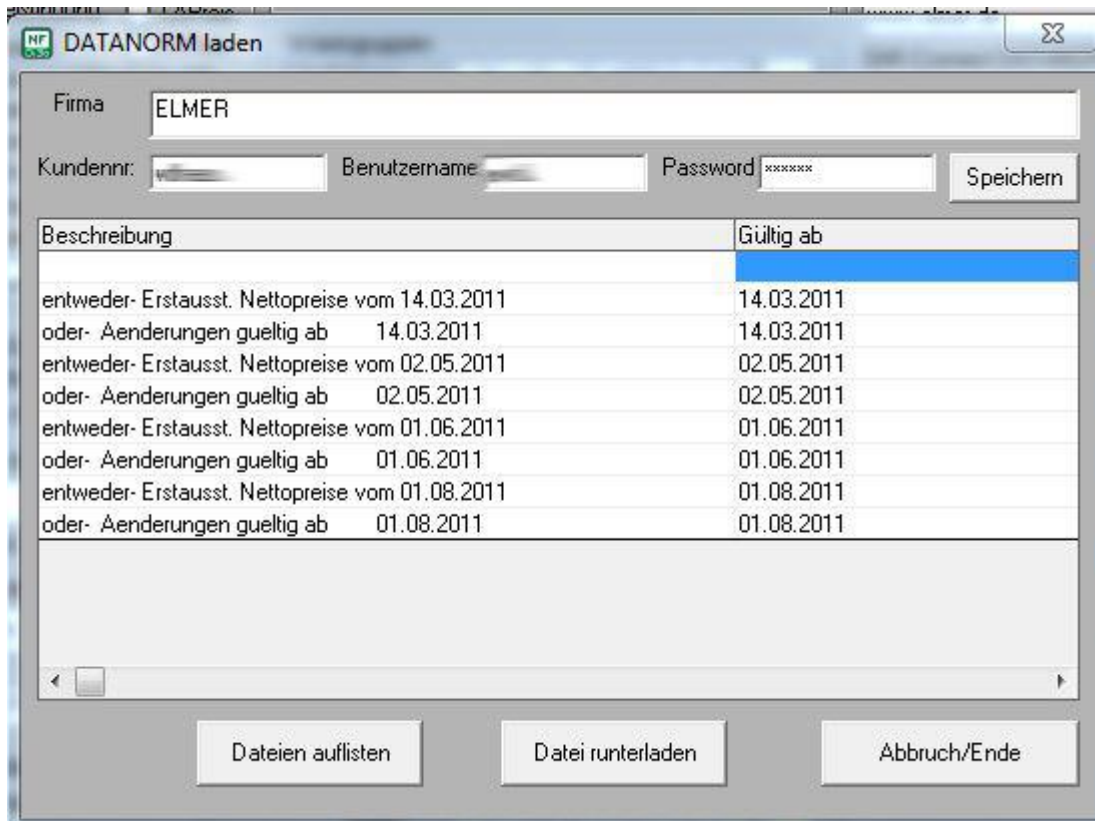 NF
DATANORM laden
Firma ELMER
Kundennr: Benutzername Password xxxxxx Speichern
Beschreibung Gültig ab
entweder- Erstausst. Nettopreise vom 14.03.2011 14.03.2011
oder- Aenderungen gueltig ab 14.03.2011 14.03.2011
entweder- Erstausst. Nettopreise vom 02.05.2011 02.05.2011
oder- Aenderungen gueltig ab 02.05.2011 02.05.2011
entweder- Erstausst. Nettopreise vom 01.06.2011 01.06.2011
oder- Aenderungen gueltig ab 01.06.2011 01.06.2011
entweder- Erstausst. Nettopreise vom 01.08.2011 01.08.2011
oder- Aenderungen gueltig ab 01.08.2011 01.08.2011
Dateien auflisten Datei runterladen Abbruch/Ende